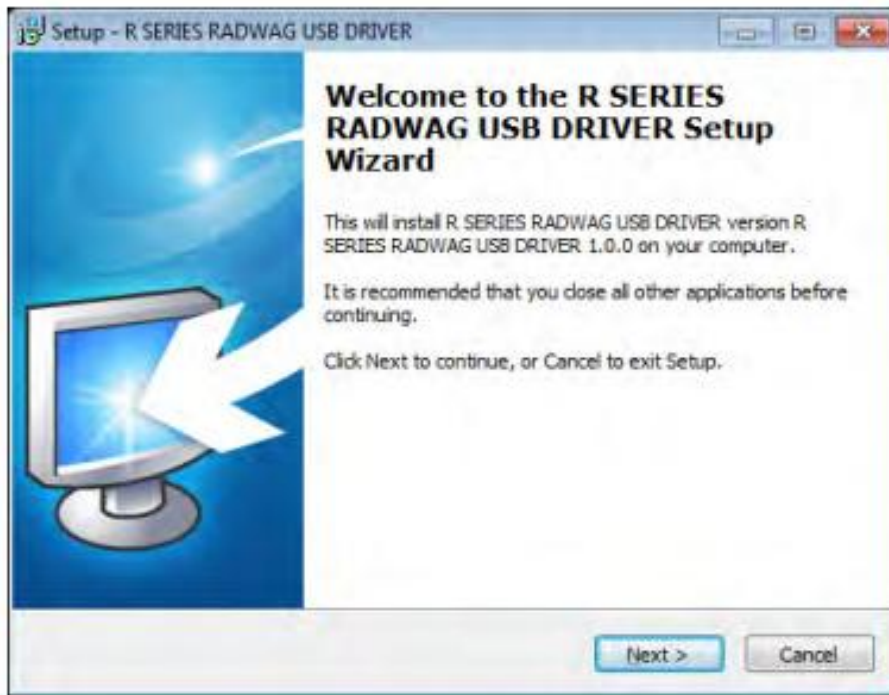 Setup - R SERIES RADWAG USB DRIVER
Welcome to the R SERIES
RADWAG USB DRIVER Setup
Wizard
This will install R SERIES RADWAG USB DRIVER version R
SERIES RADWAG USB DRIVER 1.0.0 on your computer.
It is recommended that you close all other applications before
continuing.
Click Next to continue, or Cancel to exit Setup.
Next >
Cancel